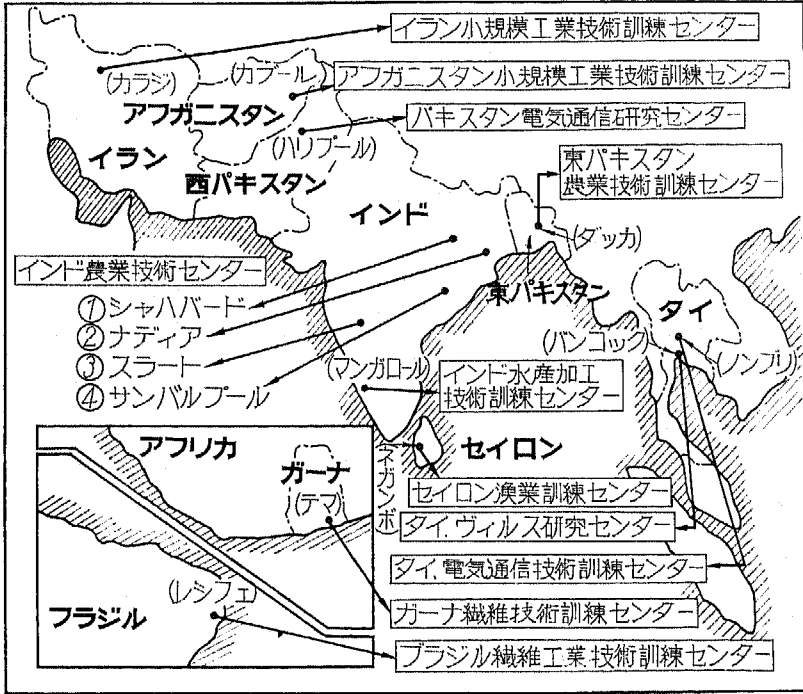 イラン小規模工業技術訓練センター
(カラジ)
(カブール)
アフガニスタン小規模工業技術訓練センター
アフガニスタン
パキスタン電気通信研究センター
(ハリプール)
イラン
西パキスタン
東パキスタン
農業技術訓練センター
インド
(ダッカ)
インド農業技術センター
東パキスタン
①シャハバード
②ナディア
③スラート
④サンバルプール
タイ
(バンコック)
(ノンブリ)
(マンガロール)
インド水産加工
技術訓練センター
セイロン
ネガンボ
セイロン漁業訓練センター
タイ.ヴィルス研究センター
タイ.電気通信技術訓練センター
アフリカ
ガーナ
(テマ)
ガーナ繊維技術訓練センター
(レシフェ)
ブラジル
ブラジル繊維工業技術訓練センター